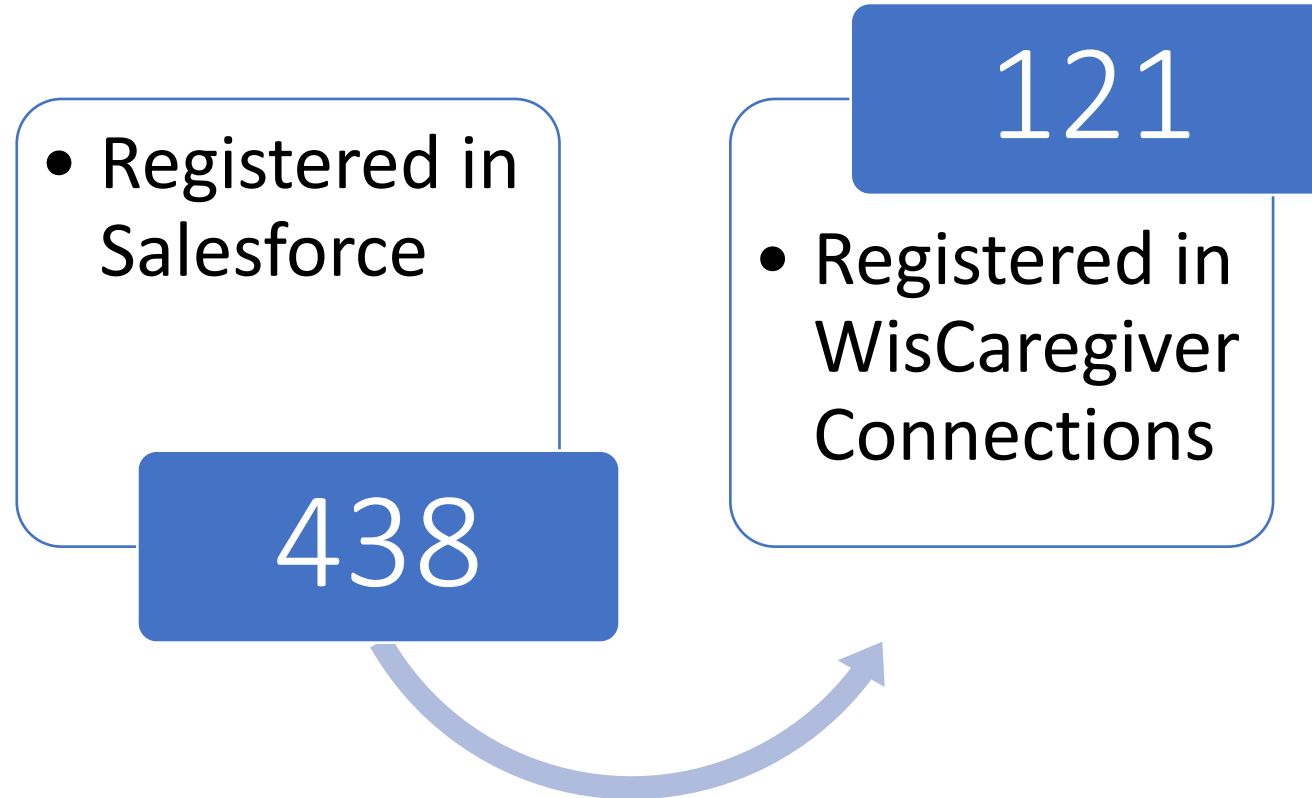 • Registered in
Salesforce
438
121
• Registered in
WisCaregiver
Connections